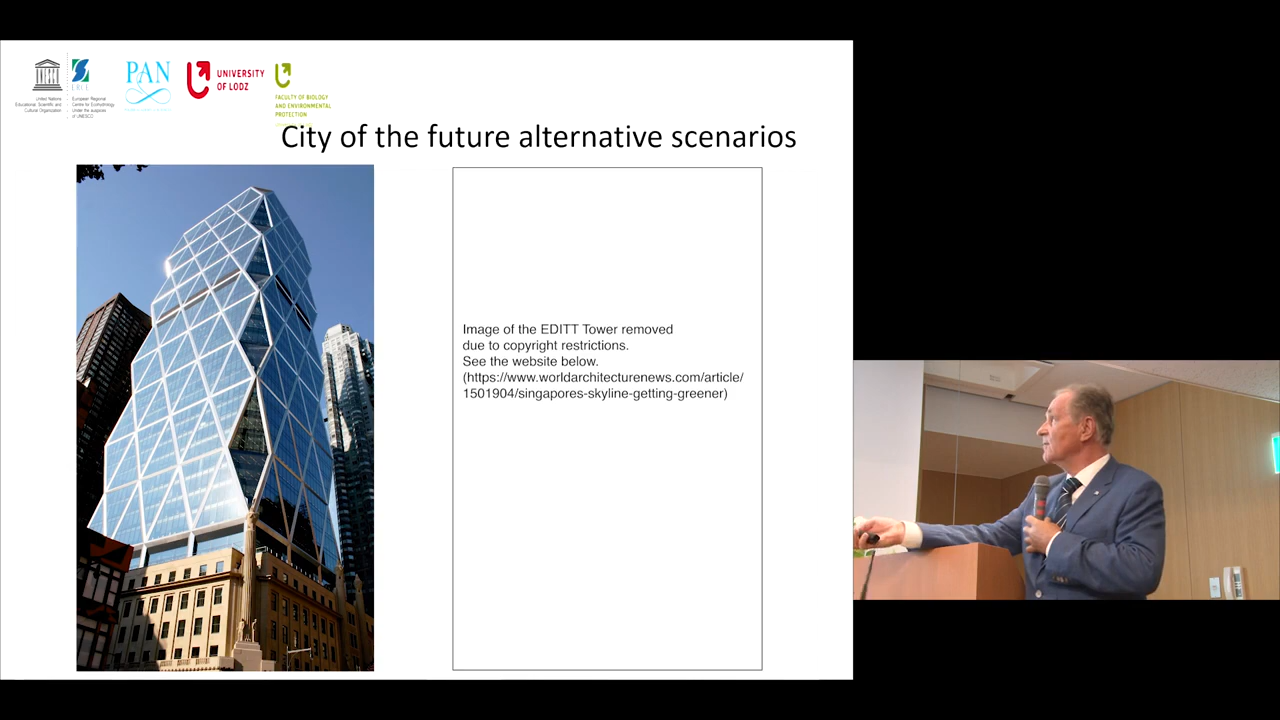 United Nations
Educational, Scientific and
Cultural Organization
ERCE
European Regional
Centre for Ecohydrology
Under the auspices
of UNESCO
PAN
UNIVERSITY
OF LODZ
FACULTY OF BIOLOGY
AND ENVIRONMENTAL
PROTECTION
City of the future alternative scenarios
Image of the EDITT Tower removed
due to copyright restrictions.
See the website below.
(https://www.worldarchitecturenews.com/article/
1501904/singapores-skyline-getting-greener)